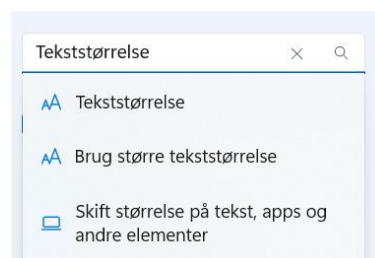 Tekststørrelse
Tekststørrelse
Brug større tekststørrelse
Skift størrelse på tekst, apps og
andre elementer